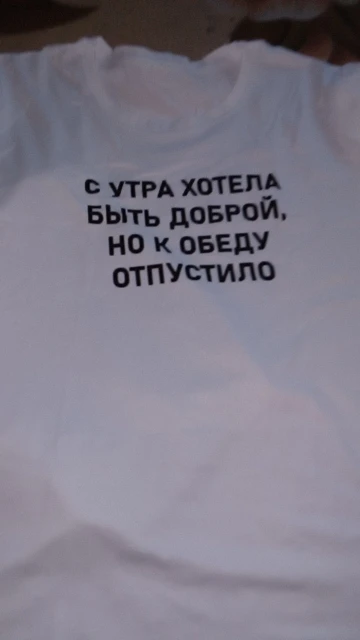 С УТРА ХОТЕЛА
БЫТЬ ДОБРОЙ,
НО К ОБЕДУ
ОТПУСТИЛО